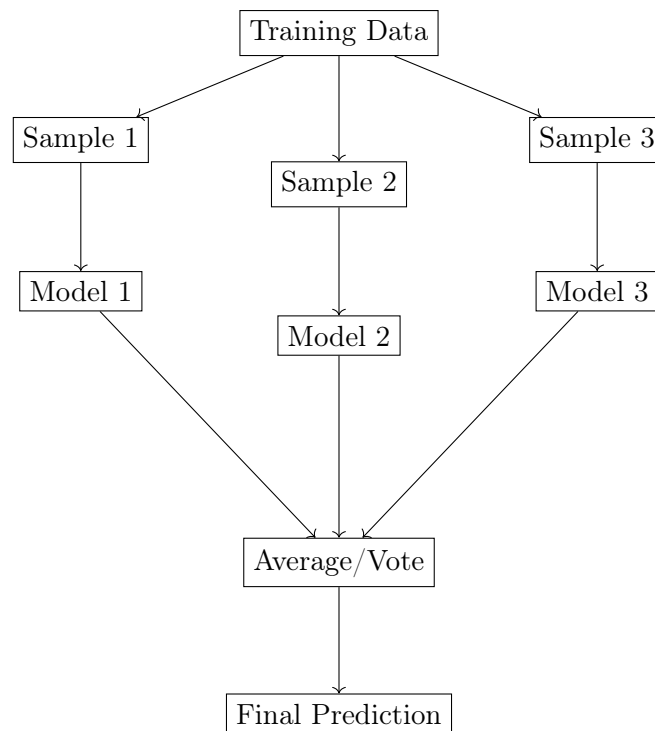 Training Data
Sample 1
Sample 3
Sample 2
Model 1
Model 3
Model 2
Average/Vote
Final Prediction